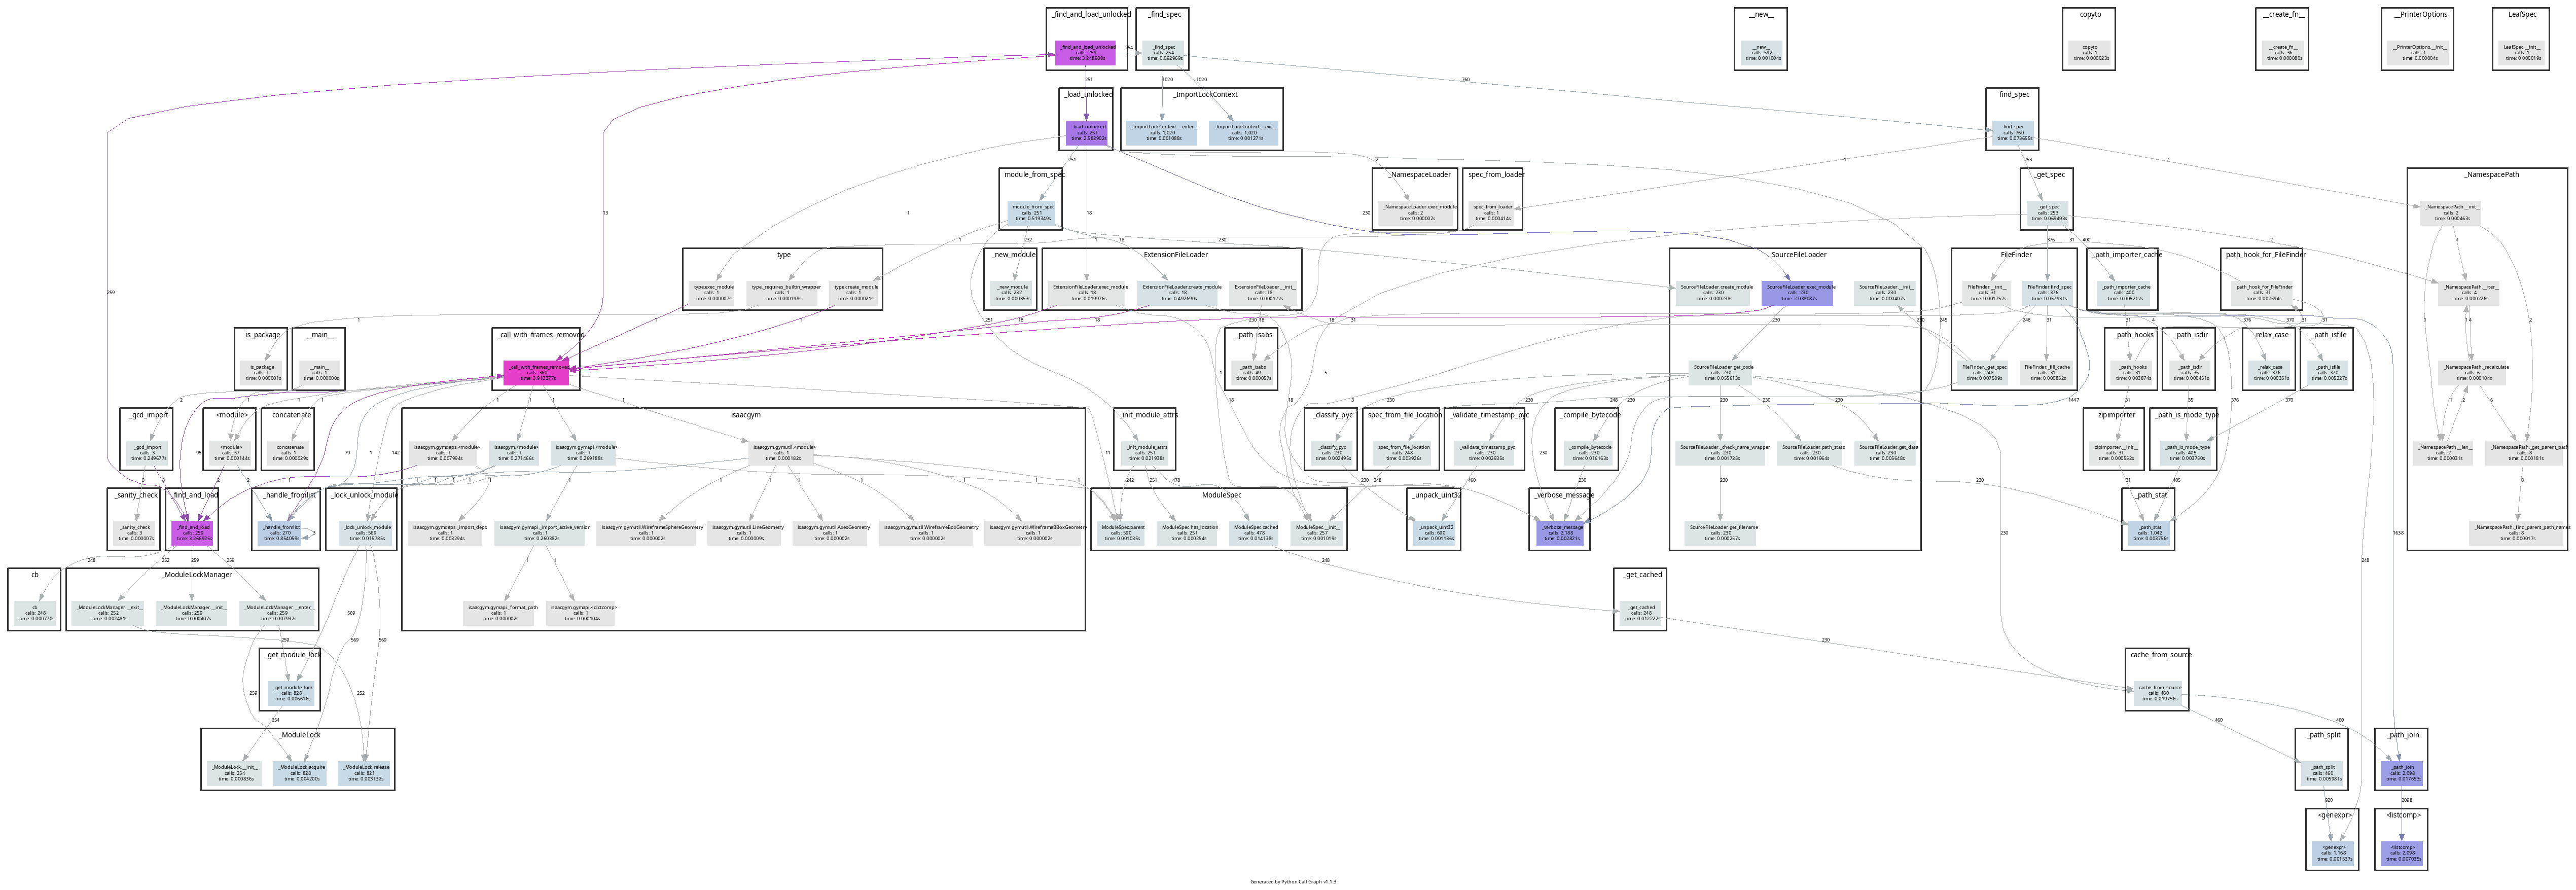 _find_and_load_unlocked
_find_and_load_unlocked
calls: 259
time: 3.248980s
_find_spec
_find_spec
calls: 254
time: 0.092969s
__new__
__new__
calls: 592
time: 0.001004s
copyto
copyto
calls: 1
time: 0.000023s
__create_fn__
__create_fn__
calls: 36
time: 0.000080s
__PrinterOptions
__PrinterOptions.__init__
calls: 1
time: 0.000004s
LeafSpec
LeafSpec.__init__
calls: 1
time: 0.000019s
254
251
1020
1020
760
_load_unlocked
_load_unlocked
calls: 251
time: 2.582902s
_ImportLockContext
_ImportLockContext.__enter__
calls: 1,020
time: 0.001088s
_ImportLockContext.__exit__
calls: 1,020
time: 0.001271s
find_spec
find_spec
calls: 760
time: 0.073655s
259
13
251
1
18
230
2
245
1
253
2
module_from_spec
module_from_spec
calls: 251
time: 0.519349s
_NamespaceLoader
_NamespaceLoader.exec_module
calls: 2
time: 0.000002s
spec_from_loader
spec_from_loader
calls: 1
time: 0.000414s
_get_spec
_get_spec
calls: 253
time: 0.069493s
_NamespacePath
_NamespacePath.__init__
calls: 2
time: 0.000463s
_NamespacePath.__iter__
calls: 4
time: 0.000226s
_NamespacePath._recalculate
calls: 6
time: 0.000104s
_NamespacePath.__len__
calls: 2
time: 0.000031s
_NamespacePath._get_parent_path
calls: 8
time: 0.000181s
_NamespacePath._find_parent_path_names
calls: 8
time: 0.000017s
type
type.exec_module
calls: 1
time: 0.000007s
type._requires_builtin_wrapper
calls: 1
time: 0.000198s
type.create_module
calls: 1
time: 0.000021s
_new_module
_new_module
calls: 232
time: 0.000353s
ExtensionFileLoader
ExtensionFileLoader.exec_module
calls: 18
time: 0.019976s
ExtensionFileLoader.create_module
calls: 18
time: 0.492690s
ExtensionFileLoader.__init__
calls: 18
time: 0.000122s
SourceFileLoader
SourceFileLoader.create_module
calls: 230
time: 0.000238s
SourceFileLoader.exec_module
calls: 230
time: 2.038087s
SourceFileLoader.__init__
calls: 230
time: 0.000407s
SourceFileLoader.get_code
calls: 230
time: 0.055613s
SourceFileLoader._check_name_wrapper
calls: 230
time: 0.001725s
SourceFileLoader.path_stats
calls: 230
time: 0.001964s
SourceFileLoader.get_data
calls: 230
time: 0.005648s
SourceFileLoader.get_filename
calls: 230
time: 0.000257s
FileFinder
FileFinder.__init__
calls: 31
time: 0.001752s
FileFinder.find_spec
calls: 376
time: 0.057931s
FileFinder._get_spec
calls: 248
time: 0.007589s
FileFinder._fill_cache
calls: 31
time: 0.000852s
_path_importer_cache
_path_importer_cache
calls: 400
time: 0.005212s
path_hook_for_FileFinder
path_hook_for_FileFinder
calls: 31
time: 0.002594s
is_package
is_package
calls: 1
time: 0.000001s
__main__
__main__
calls: 1
time: 0.000000s
_call_with_frames_removed
_call_with_frames_removed
calls: 360
time: 3.013277s
_path_isabs
_path_isabs
calls: 49
time: 0.000057s
_path_hooks
_path_hooks
calls: 31
time: 0.003874s
_path_isdir
_path_isdir
calls: 35
time: 0.000451s
_relax_case
_relax_case
calls: 376
time: 0.000351s
_path_isfile
_path_isfile
calls: 370
time: 0.005227s
_gcd_import
_gcd_import
calls: 3
time: 0.249677s
<module>
<module>
calls: 57
time: 0.000144s
concatenate
concatenate
calls: 1
time: 0.000029s
isaacgym
isaacgym.gymdeps.<module>
calls: 1
time: 0.007994s
isaacgym.<module>
calls: 1
time: 0.271466s
isaacgym.gymapi.<module>
calls: 1
time: 0.269188s
isaacgym.gymutil.<module>
calls: 1
time: 0.000182s
isaacgym.gymdeps._import_deps
calls: 1
time: 0.003294s
isaacgym.gymapi._import_active_version
calls: 1
time: 0.260382s
isaacgym.gymutil.WireframeSphereGeometry
calls: 1
time: 0.000002s
isaacgym.gymutil.LineGeometry
calls: 1
time: 0.000009s
isaacgym.gymutil.AxesGeometry
calls: 1
time: 0.000002s
isaacgym.gymutil.WireframeBoxGeometry
calls: 1
time: 0.000002s
isaacgym.gymutil.WireframeBBoxGeometry
calls: 1
time: 0.000002s
isaacgym.gymapi._format_path
calls: 1
time: 0.000002s
isaacgym.gymapi.<dictcomp>
calls: 1
time: 0.000104s
_init_module_attrs
_init_module_attrs
calls: 251
time: 0.021938s
_classify_pyc
_classify_pyc
calls: 230
time: 0.002495s
spec_from_file_location
spec_from_file_location
calls: 248
time: 0.003926s
_validate_timestamp_pyc
_validate_timestamp_pyc
calls: 230
time: 0.002935s
_compile_bytecode
_compile_bytecode
calls: 230
time: 0.016163s
zipimporter
zipimporter.__init__
calls: 31
time: 0.000552s
_path_is_mode_type
_path_is_mode_type
calls: 405
time: 0.003750s
_sanity_check
_sanity_check
calls: 3
time: 0.000007s
_find_and_load
_find_and_load
calls: 259
time: 3.266925s
_handle_fromlist
_handle_fromlist
calls: 270
time: 0.854059s
_lock_unlock_module
_lock_unlock_module
calls: 569
time: 0.015785s
ModuleSpec
ModuleSpec.parent
calls: 590
time: 0.001035s
ModuleSpec.has_location
calls: 251
time: 0.000254s
ModuleSpec.cached
calls: 478
time: 0.014138s
ModuleSpec.__init__
calls: 257
time: 0.001019s
_unpack_uint32
_unpack_uint32
calls: 690
time: 0.001136s
_verbose_message
_verbose_message
calls: 2,188
time: 0.002821s
_path_stat
_path_stat
calls: 1,042
time: 0.003756s
cb
cb
calls: 248
time: 0.000770s
_ModuleLockManager
_ModuleLockManager.__exit__
calls: 252
time: 0.002481s
_ModuleLockManager.__init__
calls: 259
time: 0.000407s
_ModuleLockManager.__enter__
calls: 259
time: 0.007932s
_get_cached
_get_cached
calls: 248
time: 0.012222s
_get_module_lock
_get_module_lock
calls: 828
time: 0.006616s
cache_from_source
cache_from_source
calls: 460
time: 0.019756s
_ModuleLock
_ModuleLock.__init__
calls: 254
time: 0.000836s
_ModuleLock.acquire
calls: 828
time: 0.004200s
_ModuleLock.release
calls: 821
time: 0.003132s
_path_split
_path_split
calls: 460
time: 0.005981s
_path_join
_path_join
calls: 2,098
time: 0.017653s
<genexpr>
<genexpr>
calls: 1,168
time: 0.001537s
<listcomp>
<listcomp>
calls: 2,098
time: 0.007035s
Generated by Python Call Graph v1.1.3